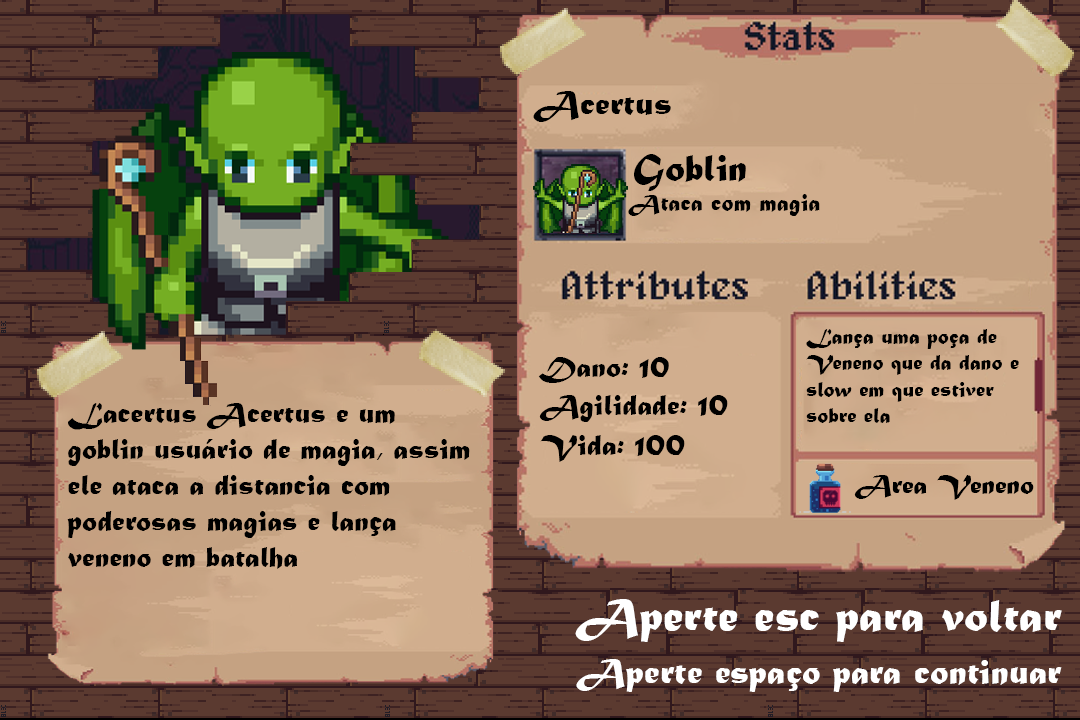 Stats
Acertus
Goblin
Ataca com magia
Attributes
Dano: 10
Agilidade: 10
Vida: 100
Abilities
Lança uma poça de
Veneno que da dano e
slow em que estiver
sobre ela
Area Veneno
Lacertus Acertus e um
goblin usuário de magia, assim
ele ataca a distancia com
poderosas magias e lança
veneno em batalha
Aperte esc para voltar
Aperte espaço para continuar